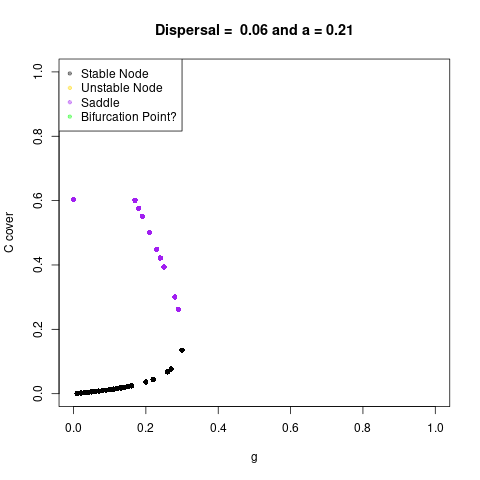 Dispersal =  0.06 and a = 0.21
Stable Node
Unstable Node
Saddle
Bifurcation Point?
C cover
1.0
0.8
0.6
0.4
0.2
0.0
0.0 0.2 0.4 0.6 0.8 1.0
g